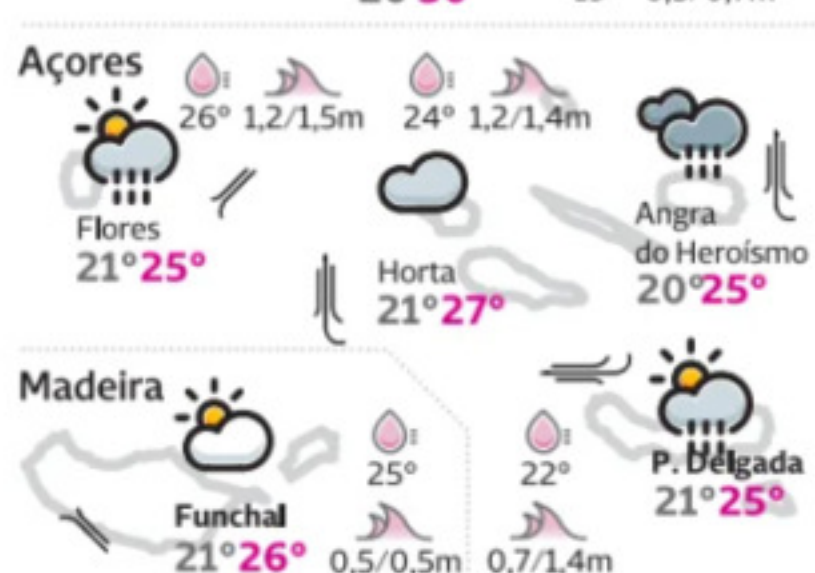 Açores
26° 1,2/1,5m
24° 1,2/1,4m
Flores
21° 25°
Horta
21° 27°
Angra
do Heroísmo
20° 25°
Madeira
Funchal
21° 26°
25°
0,5/0,5m
22°
0,7/1,4m
P. Delgada
21° 25°